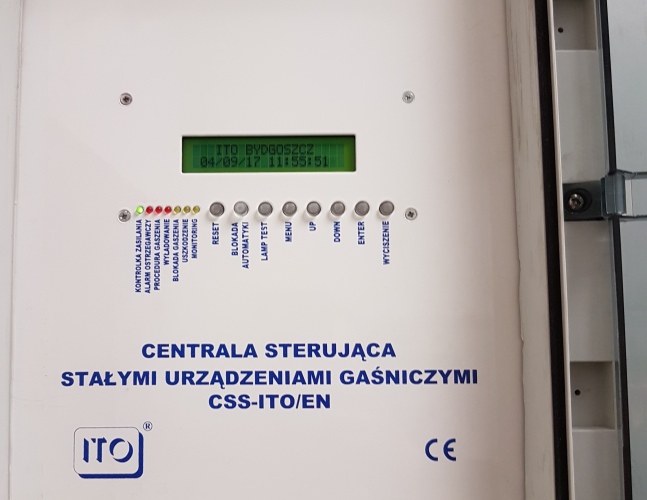 ITO BYDGOSZCZ
04/09/17 11:55:51
KONTROLKA ZASILANIA
ALARM OSTRZEGAWCZY
PROCEDURA GASZENIA
WYŁADOWANIE
BLOKADA GASZENIA
USZKODZENIE
MONITORING
RESET
BLOKADA
AUTOMATYKI
LAMP TEST
MENU
UP
DOWN
ENTER
WYCISZENIE
CENTRALA STERUJĄCA
STAŁYMI URZĄDZENIAMI GAŚNICZYMI
CSS-ITO/EN
ITO ®
CE